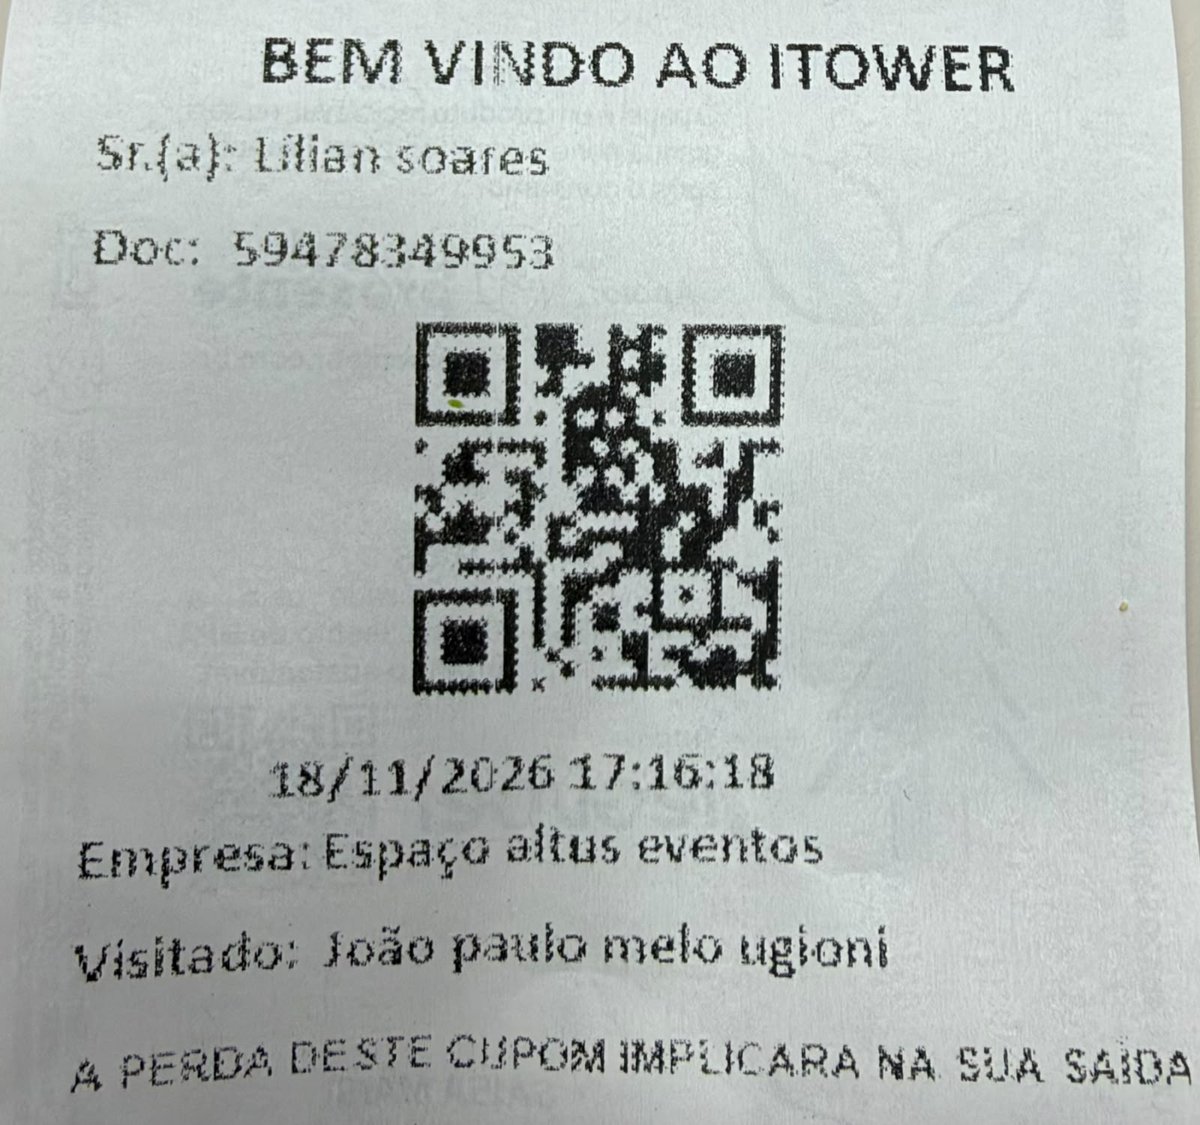 BEM VINDO AO ITOWER
Sr.(a): Lilian soares
Doc: 59478349953
18/11/2026 17:16:18
Empresa: Espaço altus eventos
Visitado: João paulo melo ugioni
A PERDA DESTE CUPOM IMPLICARA NA SUA SAIDA